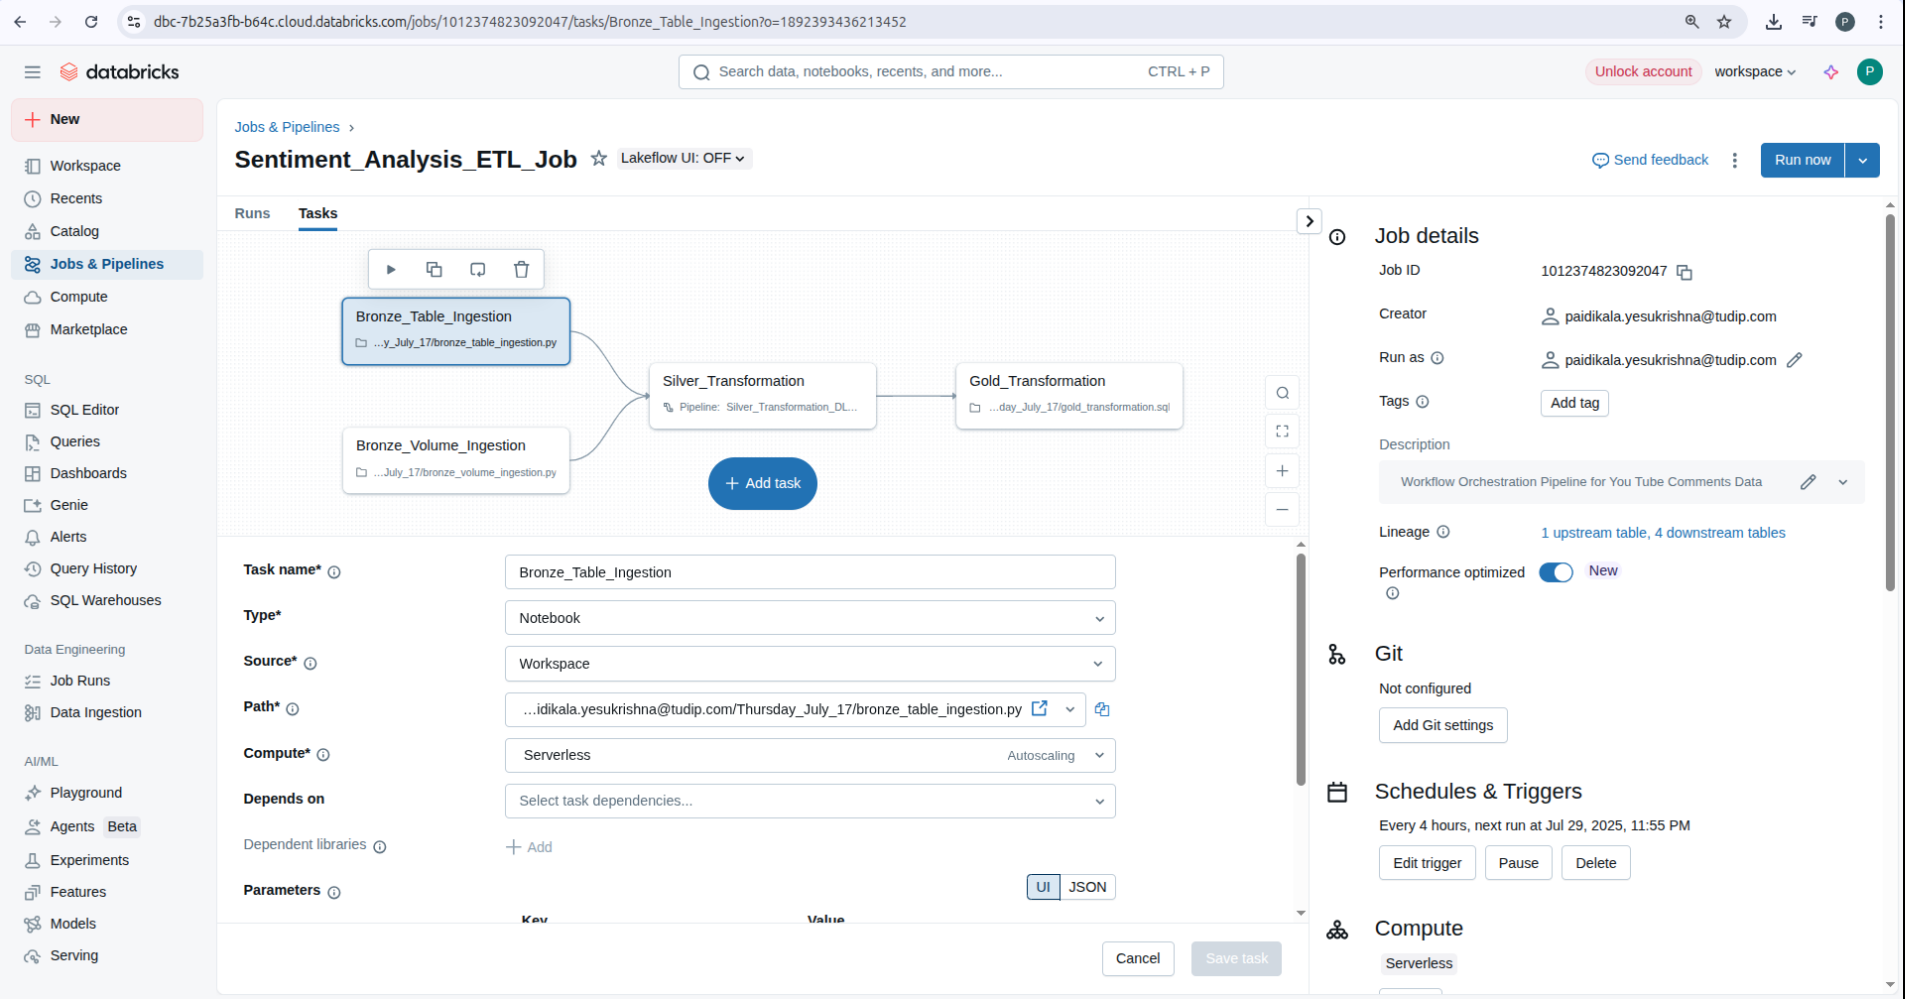 dbc-7b25a3fb-b64c.cloud.databricks.com/jobs/1012374823092047/tasks/Bronze_Table_Ingestion?o=1892393436213452
P
databricks
Search data, notebooks, recents, and more...
CTRL + P
Unlock account
workspace
P
New
Workspace
Recents
Catalog
Jobs & Pipelines
Compute
Marketplace
SQL
SQL Editor
Queries
Dashboards
Genie
Alerts
Query History
SQL Warehouses
Data Engineering
Job Runs
Data Ingestion
AI/ML
Playground
Agents Beta
Experiments
Features
Models
Serving
Jobs & Pipelines
Sentiment_Analysis_ETL_Job
Lakeflow UI: OFF
Send feedback
Run now
Runs
Tasks
Bronze_Table_Ingestion
...y_July_17/bronze_table_ingestion.py
Bronze_Volume_Ingestion
...July_17/bronze_volume_ingestion.py
Silver_Transformation
Pipeline: Silver_Transformation_DL...
Gold_Transformation
...day_July_17/gold_transformation.sql
+ Add task
Task name*
Bronze_Table_Ingestion
Type*
Notebook
Source*
Workspace
Path*
...idikala.yesukrishna@tudip.com/Thursday_July_17/bronze_table_ingestion.py
Compute*
Serverless
Autoscaling
Depends on
Select task dependencies...
Dependent libraries
+ Add
Parameters
UI
JSON
Key
Value
Cancel
Save task
Job details
Job ID
1012374823092047
Creator
paidikala.yesukrishna@tudip.com
Run as
paidikala.yesukrishna@tudip.com
Tags
Add tag
Description
Workflow Orchestration Pipeline for You Tube Comments Data
Lineage
1 upstream table, 4 downstream tables
Performance optimized
New
Git
Not configured
Add Git settings
Schedules & Triggers
Every 4 hours, next run at Jul 29, 2025, 11:55 PM
Edit trigger
Pause
Delete
Compute
Serverless